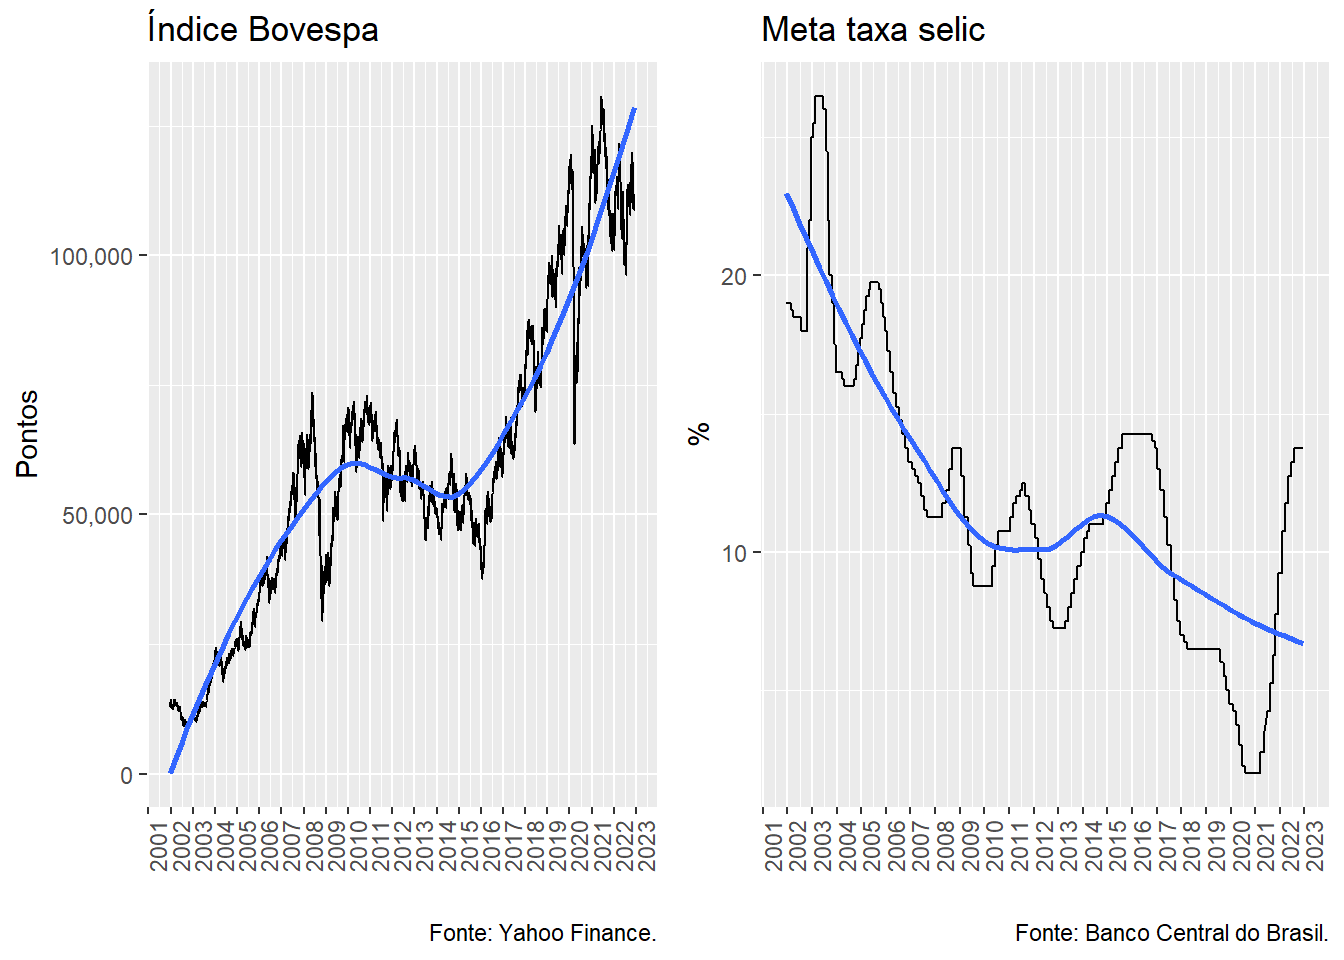 Índice Bovespa
Pontos
100,000
50,000
0
2001 2002 2003 2004 2005 2006 2007 2008 2009 2010 2011 2012 2013 2014 2015 2016 2017 2018 2019 2020 2021 2022 2023
Fonte: Yahoo Finance.
Meta taxa selic
%
20
10
2001 2002 2003 2004 2005 2006 2007 2008 2009 2010 2011 2012 2013 2014 2015 2016 2017 2018 2019 2020 2021 2022 2023
Fonte: Banco Central do Brasil.